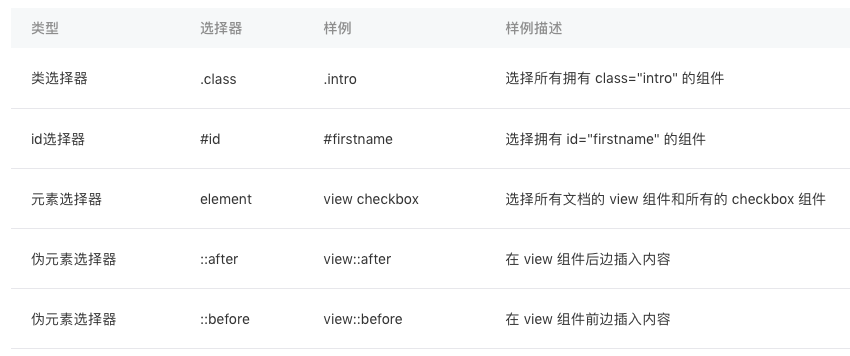 类型 选择器 样例 样例描述
类选择器 .class .intro 选择所有拥有 class="intro" 的组件
id选择器 #id #firstname 选择拥有 id="firstname" 的组件
元素选择器 element view checkbox 选择所有文档的 view 组件和所有的 checkbox 组件
伪元素选择器 ::after view::after 在 view 组件后边插入内容
伪元素选择器 ::before view::before 在 view 组件前边插入内容